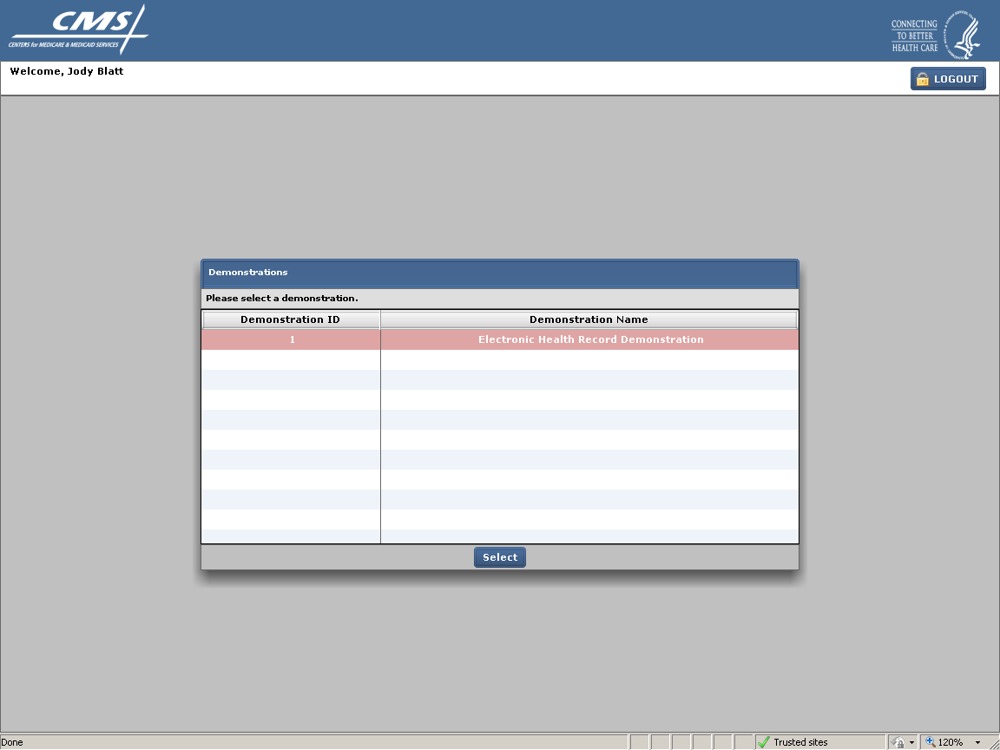 CMS
CENTERS for MEDICARE & MEDICAID SERVICES
CONNECTING
TO BETTER
HEALTH CARE
Welcome, Jody Blatt
LOGOUT
Demonstrations
Please select a demonstration.
Demonstration ID Demonstration Name
1 Electronic Health Record Demonstration
Select
Done Trusted sites 120%